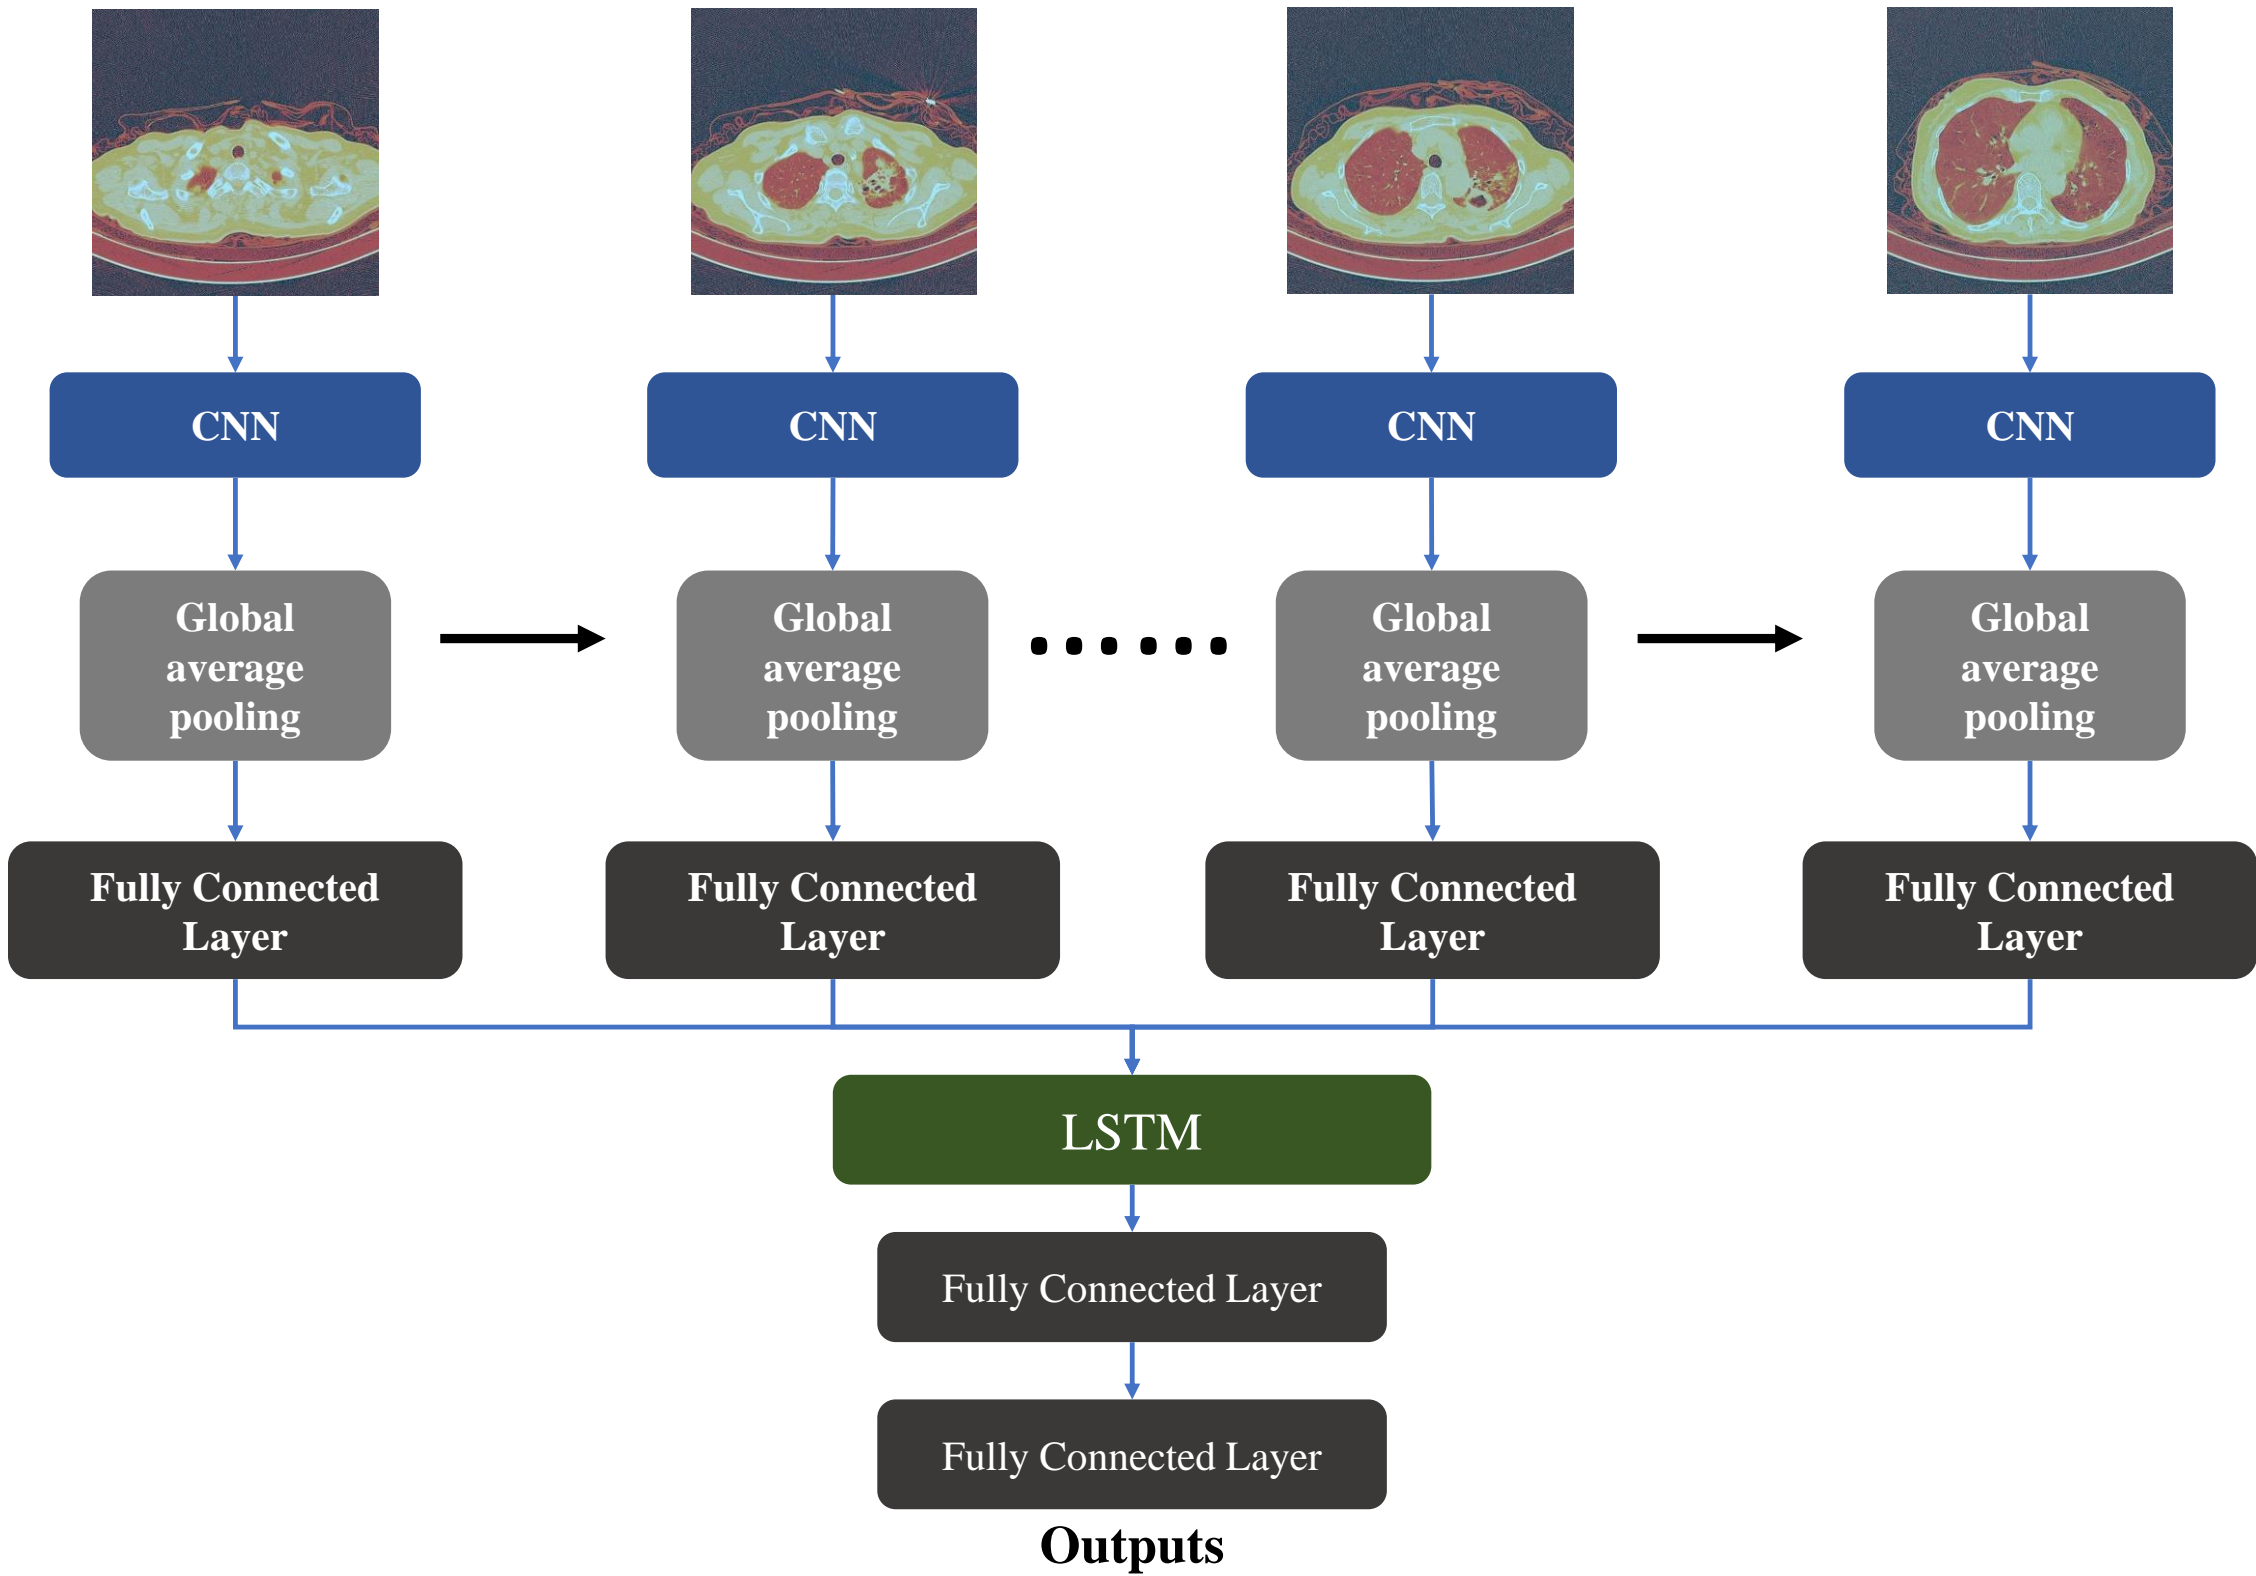 CNN
CNN
CNN
CNN
Global
average
pooling
Global
average
pooling
......
Global
average
pooling
Global
average
pooling
Fully Connected
Layer
Fully Connected
Layer
Fully Connected
Layer
Fully Connected
Layer
LSTM
Fully Connected Layer
Fully Connected Layer
Outputs